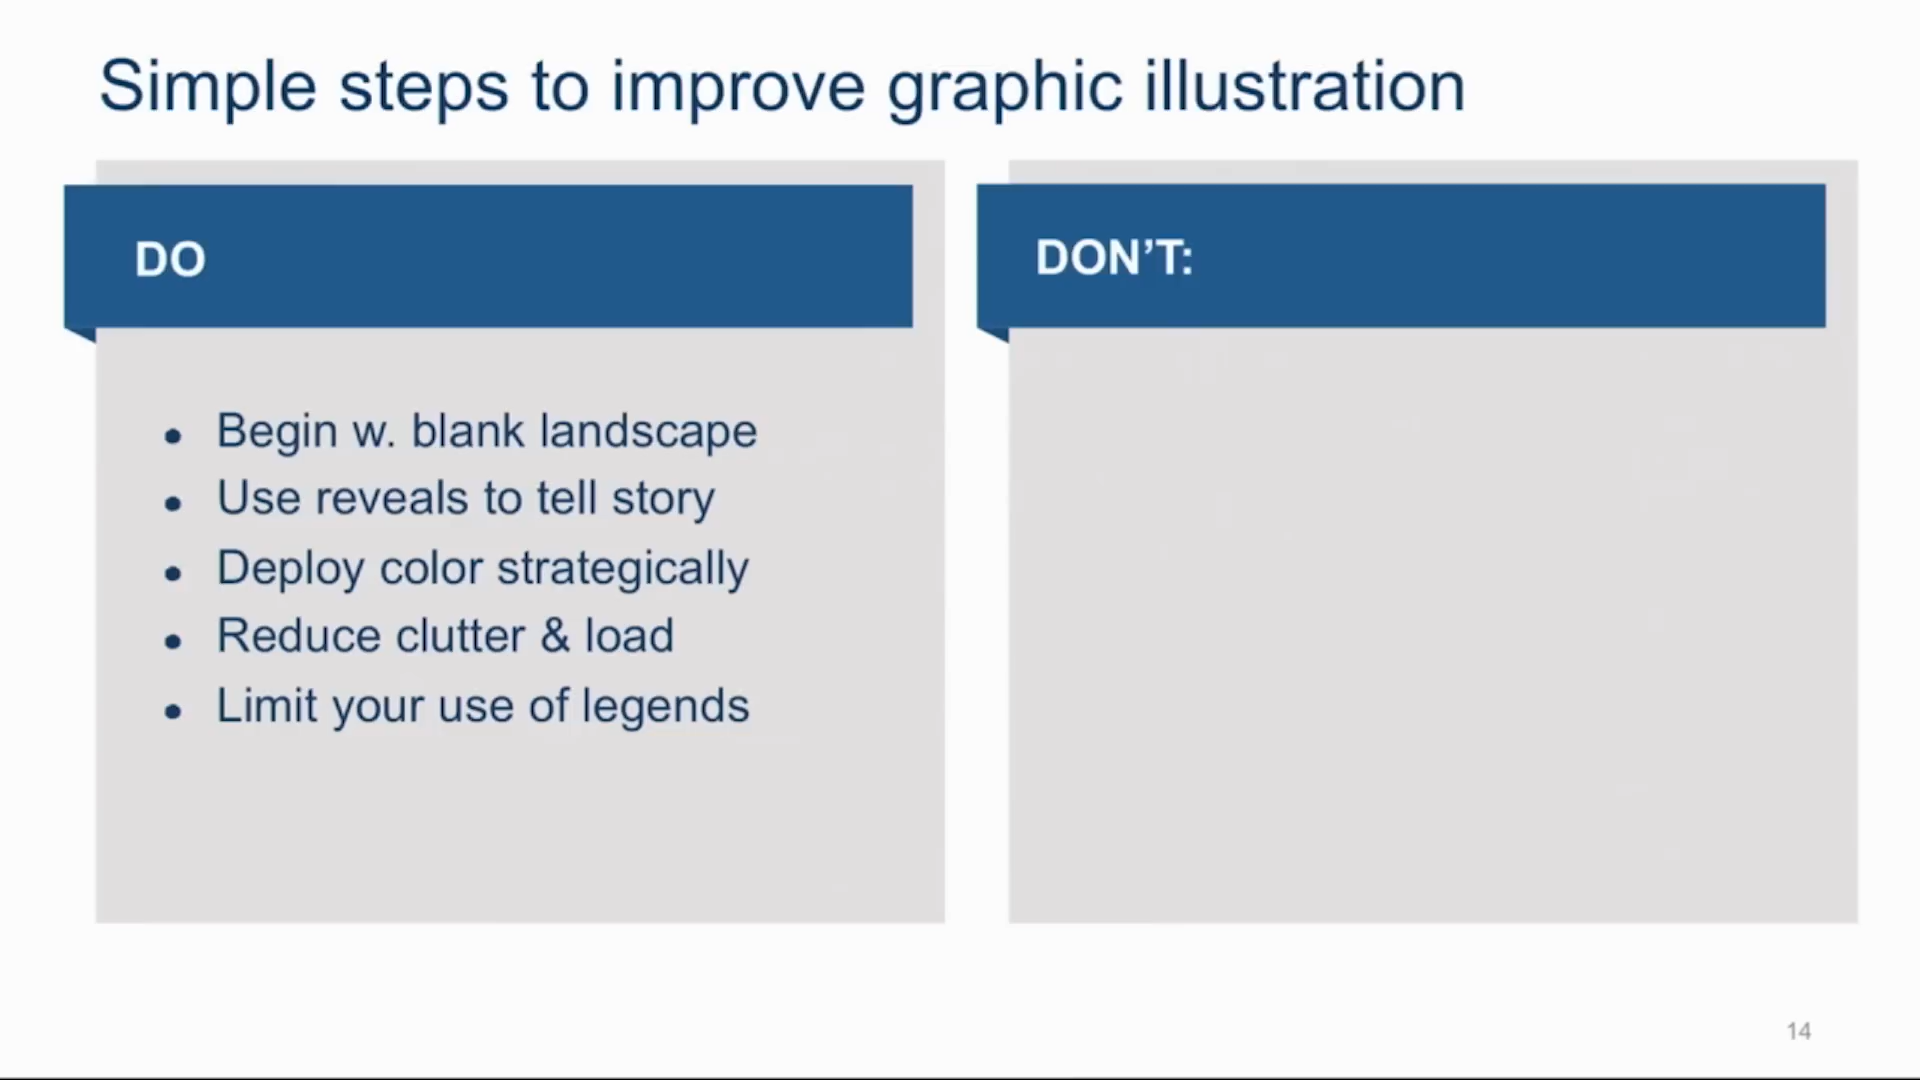 Simple steps to improve graphic illustration
DO
• Begin w. blank landscape
• Use reveals to tell story
• Deploy color strategically
• Reduce clutter & load
• Limit your use of legends
DON’T:
14